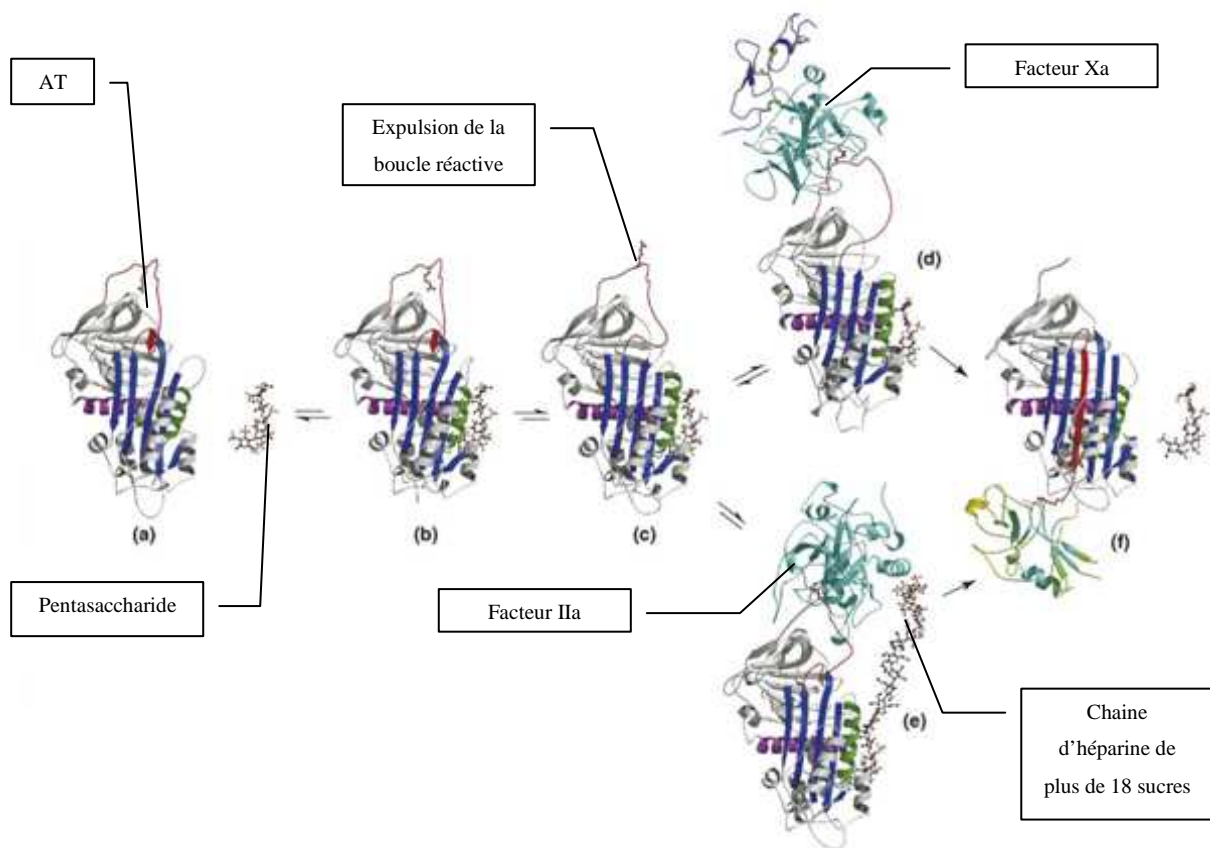 AT
Facteur Xa
Expulsion de la
boucle réactive
(d)
(a)
(b)
(c)
(f)
Pentasaccharide
Facteur IIa
(e)
Chaine
d'héparine de
plus de 18 sucres